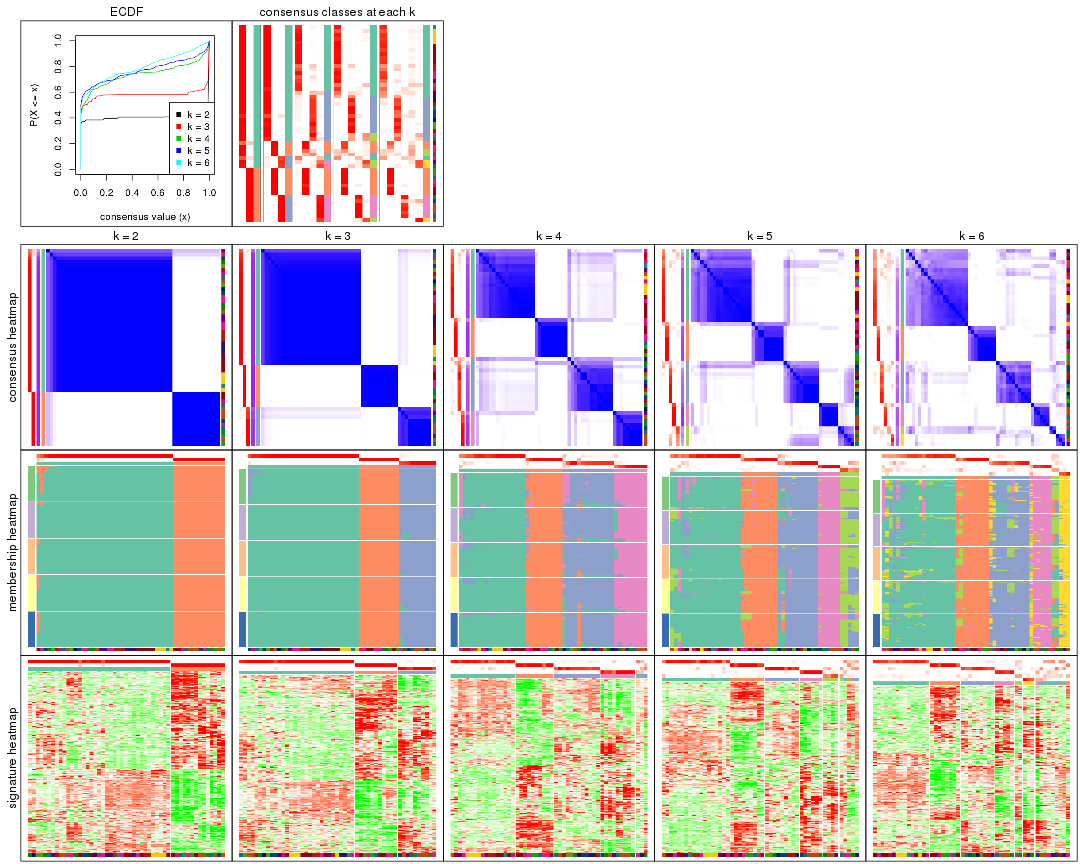 ECDF
consensus classes at each k
P(X <= x)
0.0 0.2 0.4 0.6 0.8 1.0
k = 2
k = 3
k = 4
k = 5
k = 6
0.0 0.2 0.4 0.6 0.8 1.0
consensus value (x)
k = 2
k = 3
k = 4
k = 5
k = 6
consensus heatmap
membership heatmap
signature heatmap